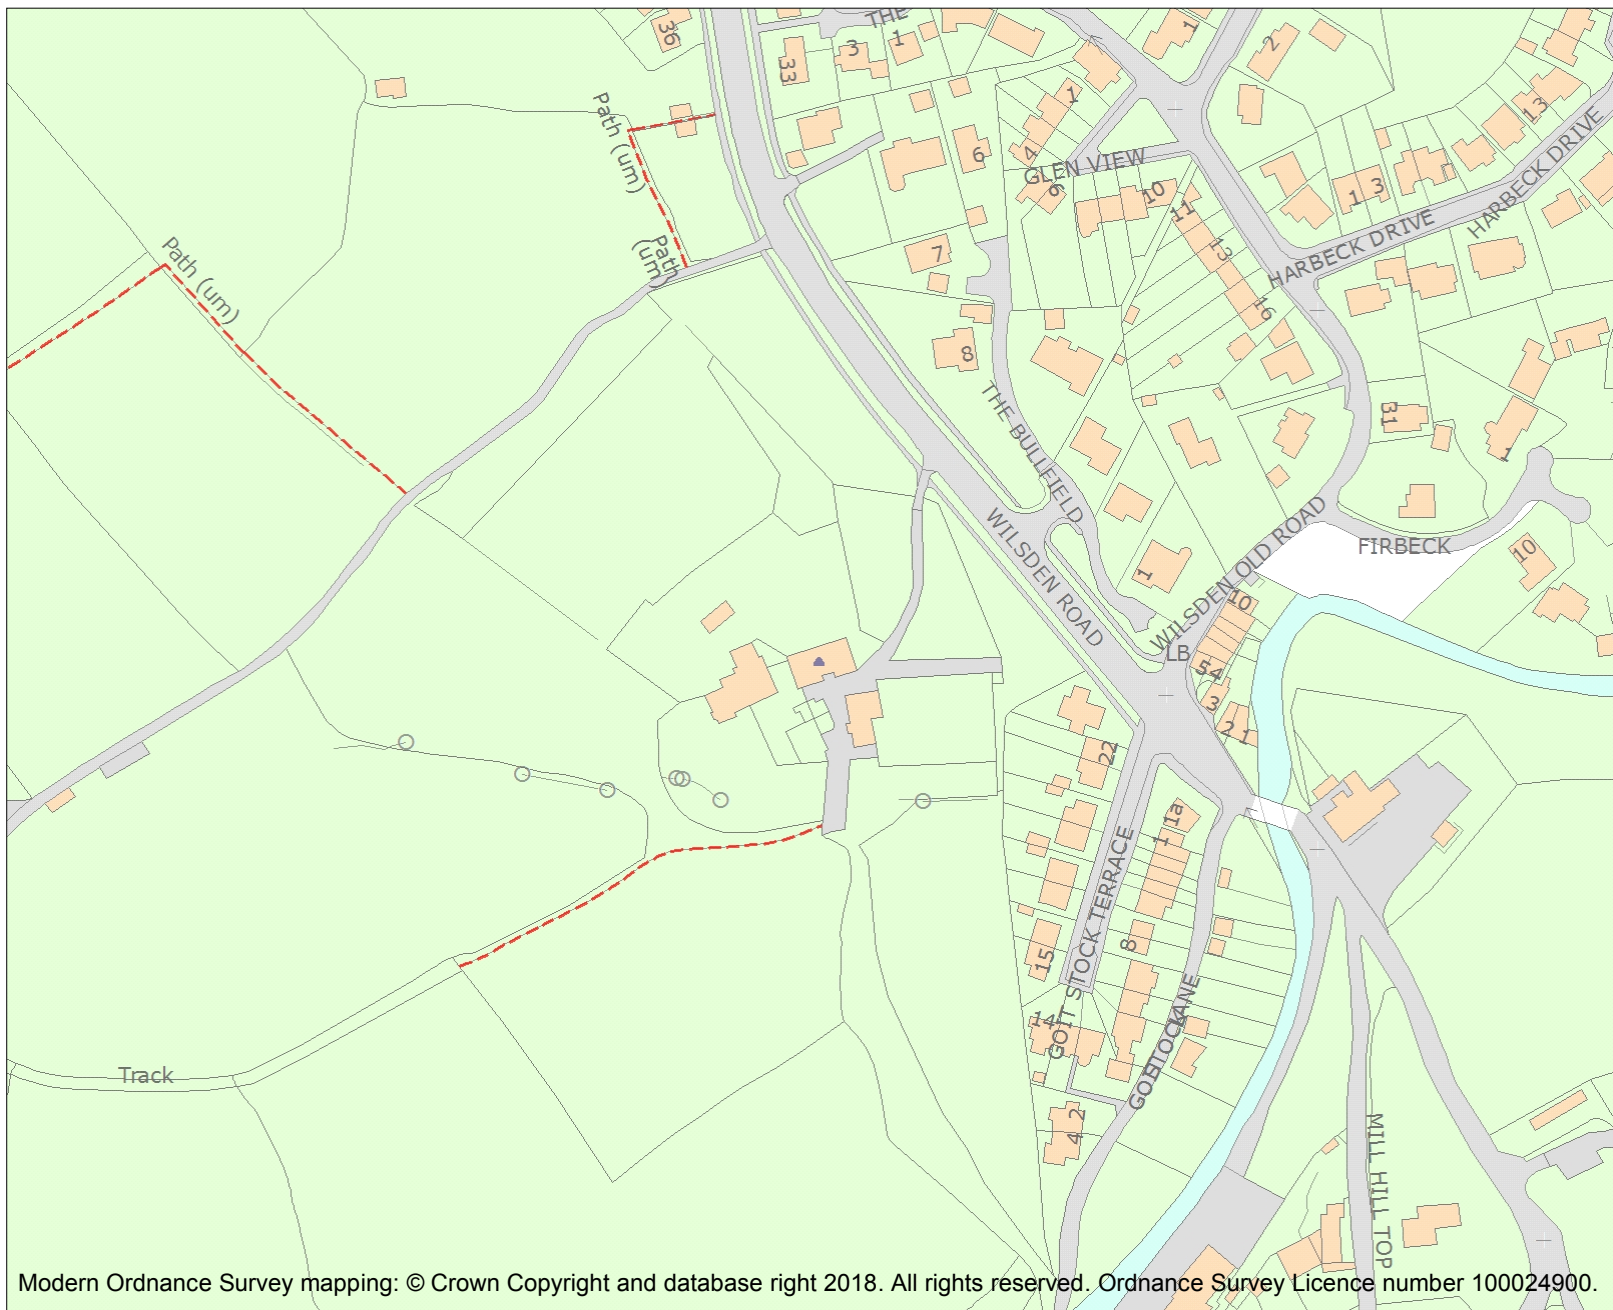 36
33
3
THE
1
1
2
13
HARBECK DRIVE
Path (um)
1
4
6
GLEN VIEW
6
10
11
1
3
13
HARBECK DRIVE
Path (um)
Path
(um)
7
16
8
THE BULLFIELD
31
1
WILSDEN ROAD
WILSDEN OLD ROAD
FIRBECK
10
1
10
LB
5
4
3
2
1
22
1a
1
GOIT STOCK TERRACE
8
15
14
GOIT STOCK LANE
Track
2
4
MILL HILL TOP
Modern Ordnance Survey mapping: © Crown Copyright and database right 2018. All rights reserved. Ordnance Survey Licence number 100024900.